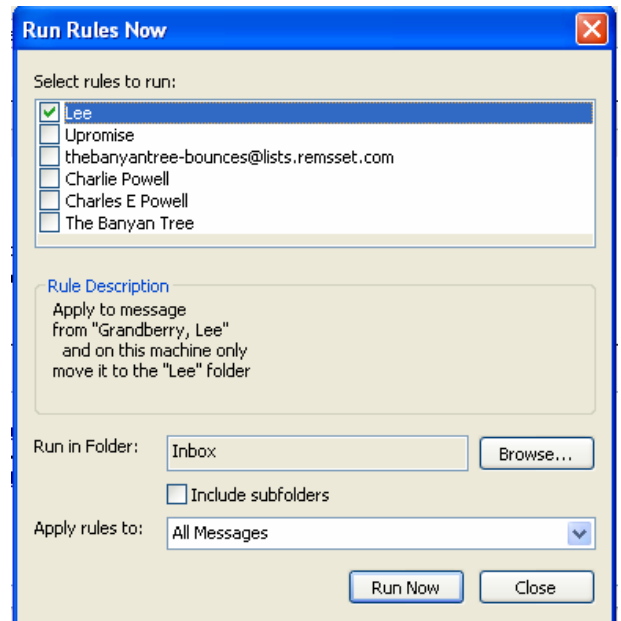 Run Rules Now
Select rules to run:
Lee
Upromise
thebanyantree-bounces@lists.remsset.com
Charlie Powell
Charles E Powell
The Banyan Tree
Rule Description
Apply to message
from "Grandberry, Lee"
and on this machine only
move it to the "Lee" folder
Run in Folder: Inbox Browse...
Include subfolders
Apply rules to: All Messages
Run Now Close